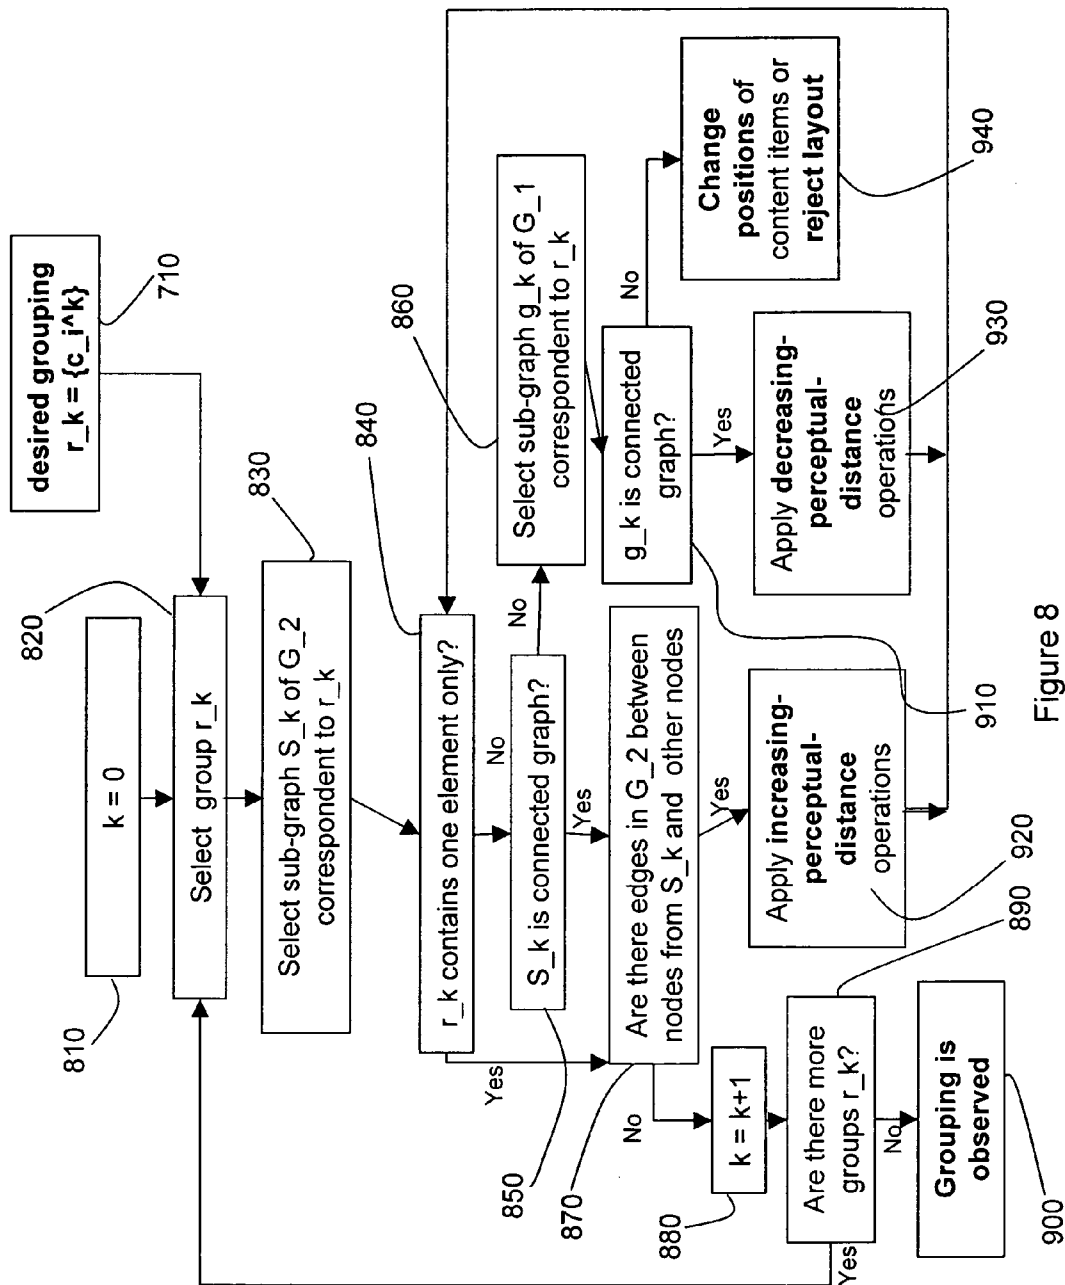 desired grouping
r_k = {c_i^k}
710
k = 0
810
820
Select group r_k
830
Select sub-graph S_k of G_2
correspondent to r_k
840
r_k contains one element only?
Yes
No
850
S_k is connected graph?
No
Yes
860
Select sub-graph g_k of G_1
correspondent to r_k
g_k is connected
graph?
No
Yes
910
Change
positions of
content items or
reject layout
940
Apply decreasing-
perceptual-
distance
operations
930
870
Are there edges in G_2 between
nodes from S_k and other nodes
No
Yes
Apply increasing-
perceptual-
distance
operations
920
880
k = k+1
890
Are there more
groups r_k?
Yes
No
Grouping is
observed
900
Figure 8